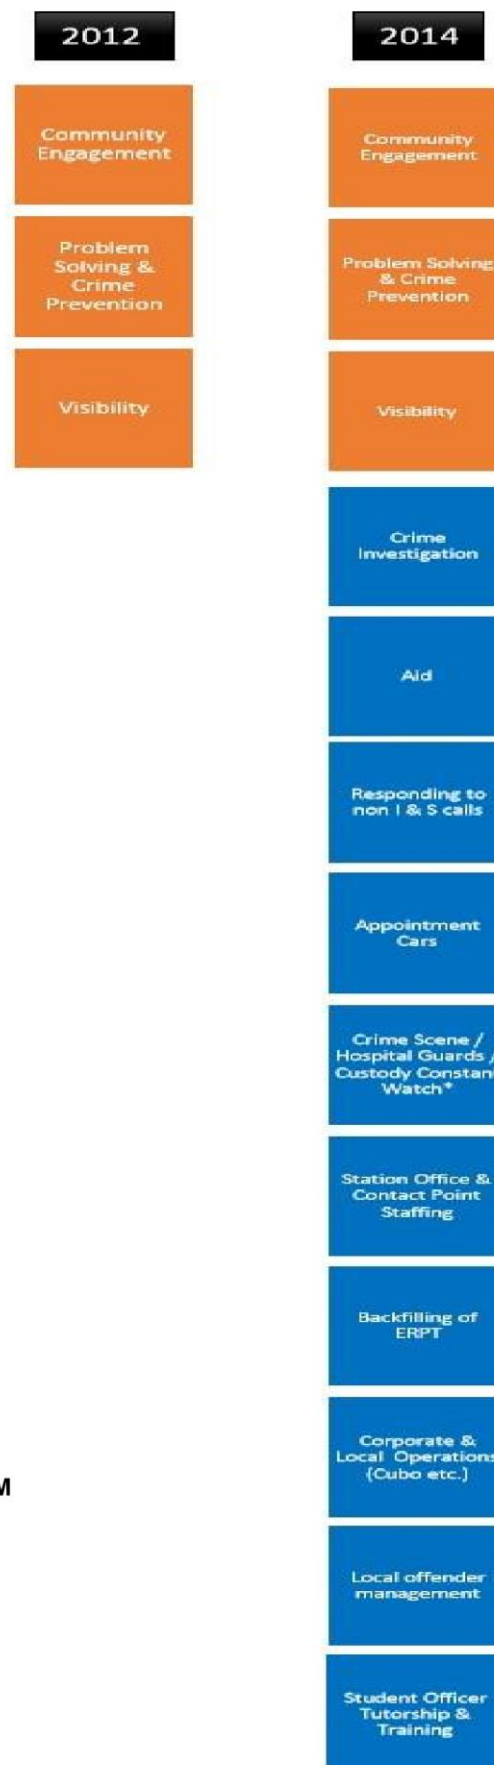 2012
Community
Engagement
Problem
Solving &
Crime
Prevention
Visibility
2014
Community
Engagement
Problem Solving
& Crime
Prevention
Visibility
Crime
Investigation
Aid
Responding to
non I & S calls
Appointment
Cars
Crime Scene /
Hospital Guards /
Custody Constant
Watch*
Station Office &
Contact Point
Staffing
Backfilling of
ERPT
Corporate &
Local Operations
(Cubo etc.)
Local offender
management
Student Officer
Tutorship &
Training
M